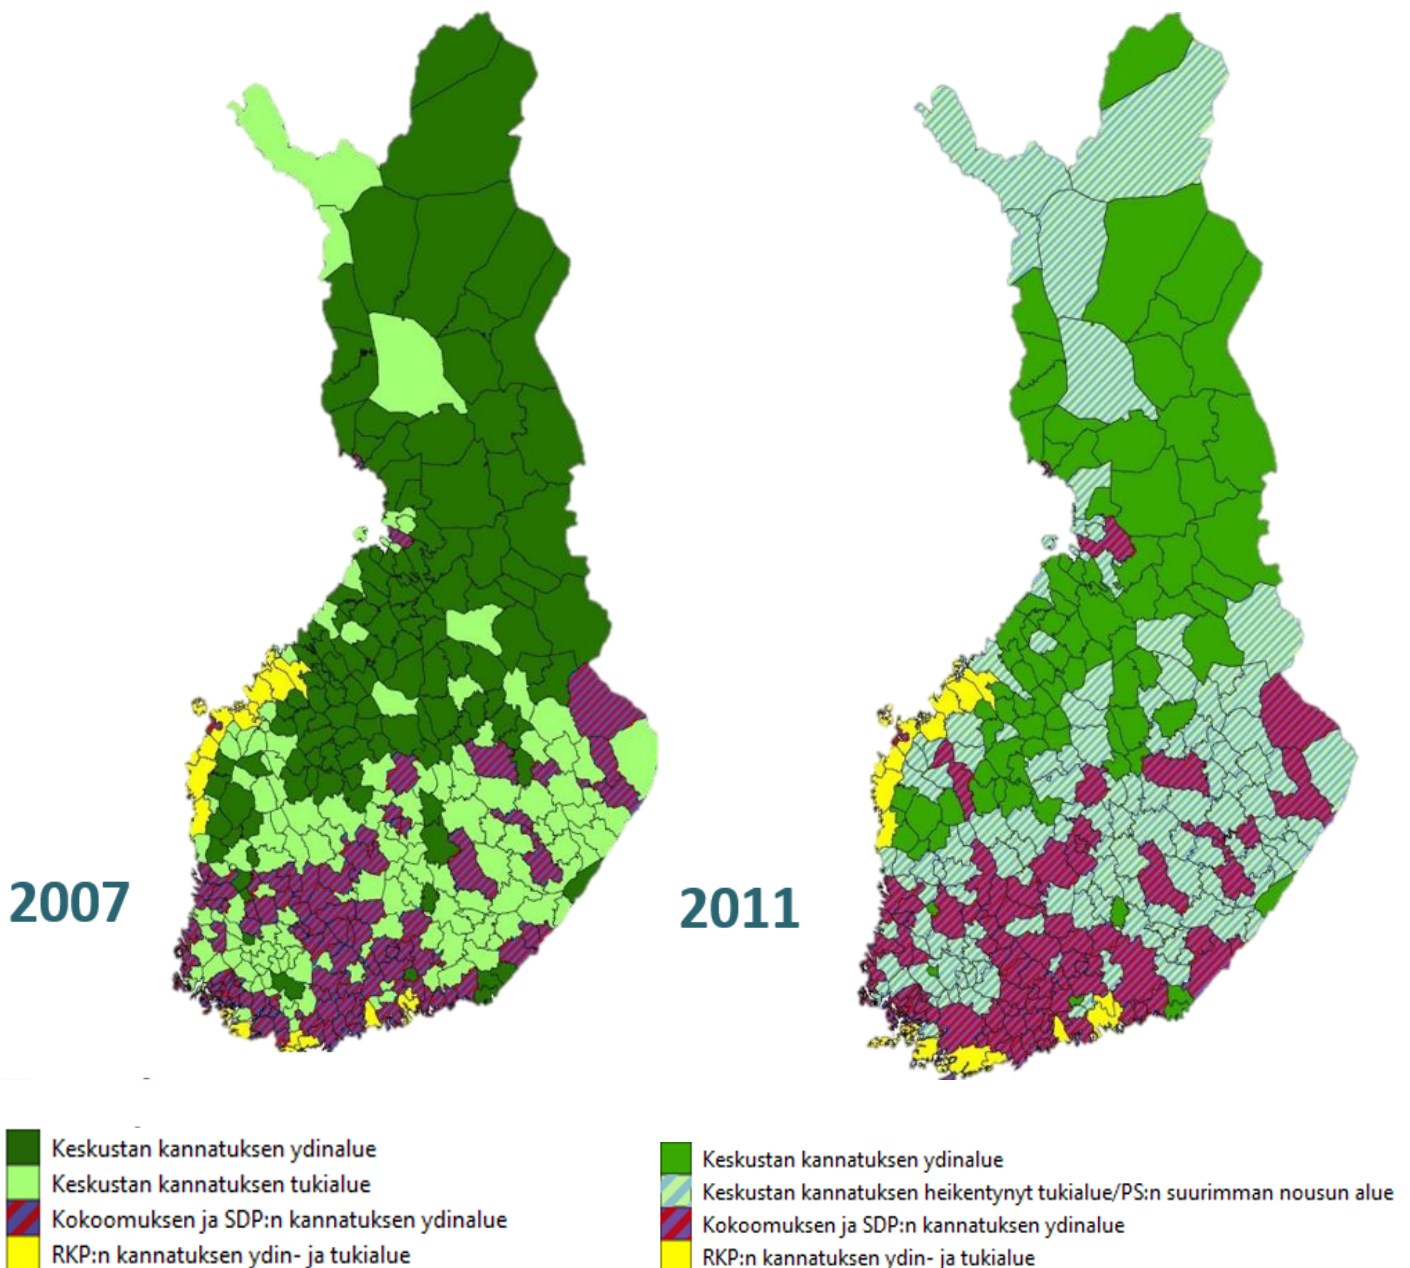 2007
2011
Keskustan kannatuksen ydinalue
Keskustan kannatuksen tukialue
Kokoomuksen ja SDP:n kannatuksen ydinalue
RKP:n kannatuksen ydin- ja tukialue
Keskustan kannatuksen ydinalue
Keskustan kannatuksen heikentynyt tukialue/PS:n suurimman nousun alue
Kokoomuksen ja SDP:n kannatuksen ydinalue
RKP:n kannatuksen ydin- ja tukialue